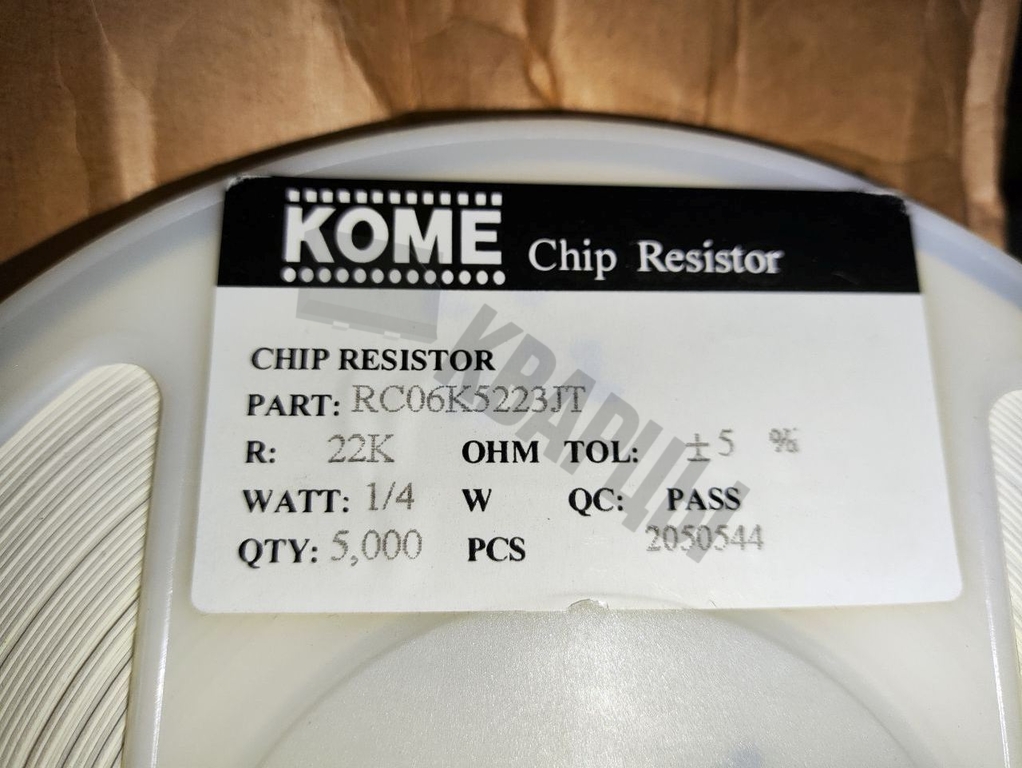 KOME Chip Resistor
CHIP RESISTOR
PART: RC06K5223JT
R: 22K OHM TOL: ±5 %
WATT: 1/4 W QC: PASS
QTY: 5,000 PCS 2050544
КВАРЦ